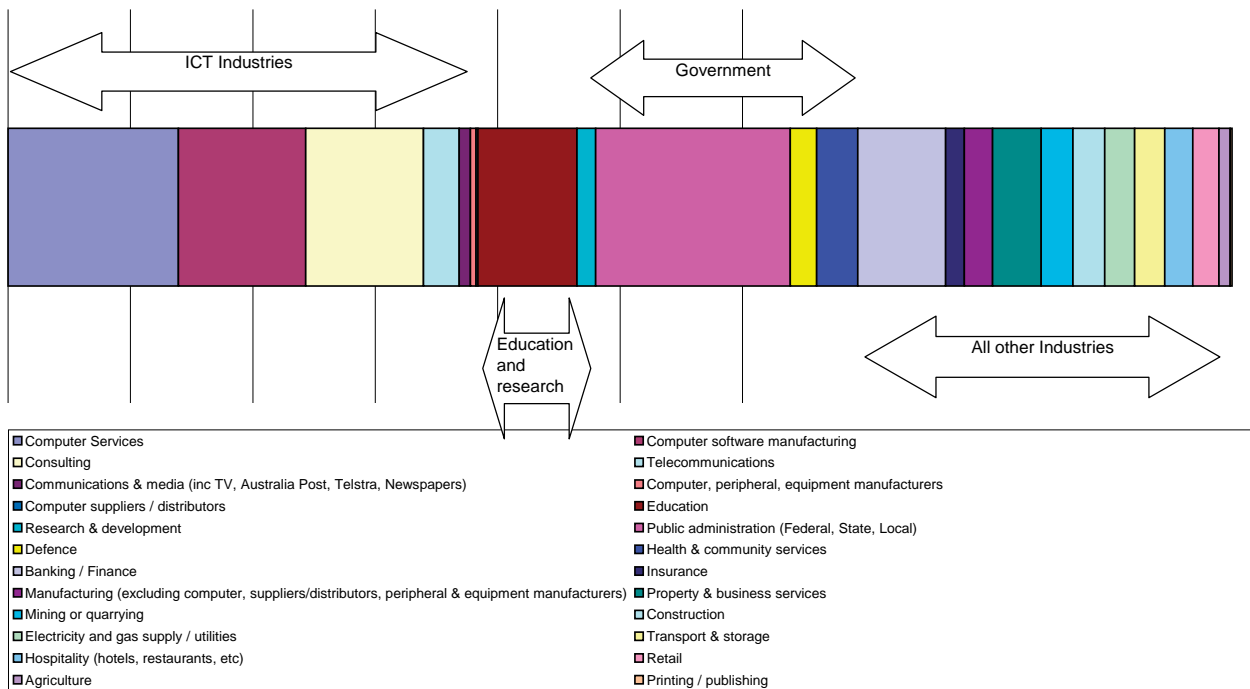 ICT Industries
Government
Education
and
research
All other Industries
Computer Services
Computer software manufacturing
Consulting
Telecommunications
Communications & media (inc TV, Australia Post, Telstra, Newspapers)
Computer, peripheral, equipment manufacturers
Computer suppliers / distributors
Education
Research & development
Public administration (Federal, State, Local)
Defence
Health & community services
Banking / Finance
Insurance
Manufacturing (excluding computer, suppliers/distributors, peripheral & equipment manufacturers)
Property & business services
Mining or quarrying
Construction
Electricity and gas supply / utilities
Transport & storage
Hospitality (hotels, restaurants, etc)
Retail
Agriculture
Printing / publishing